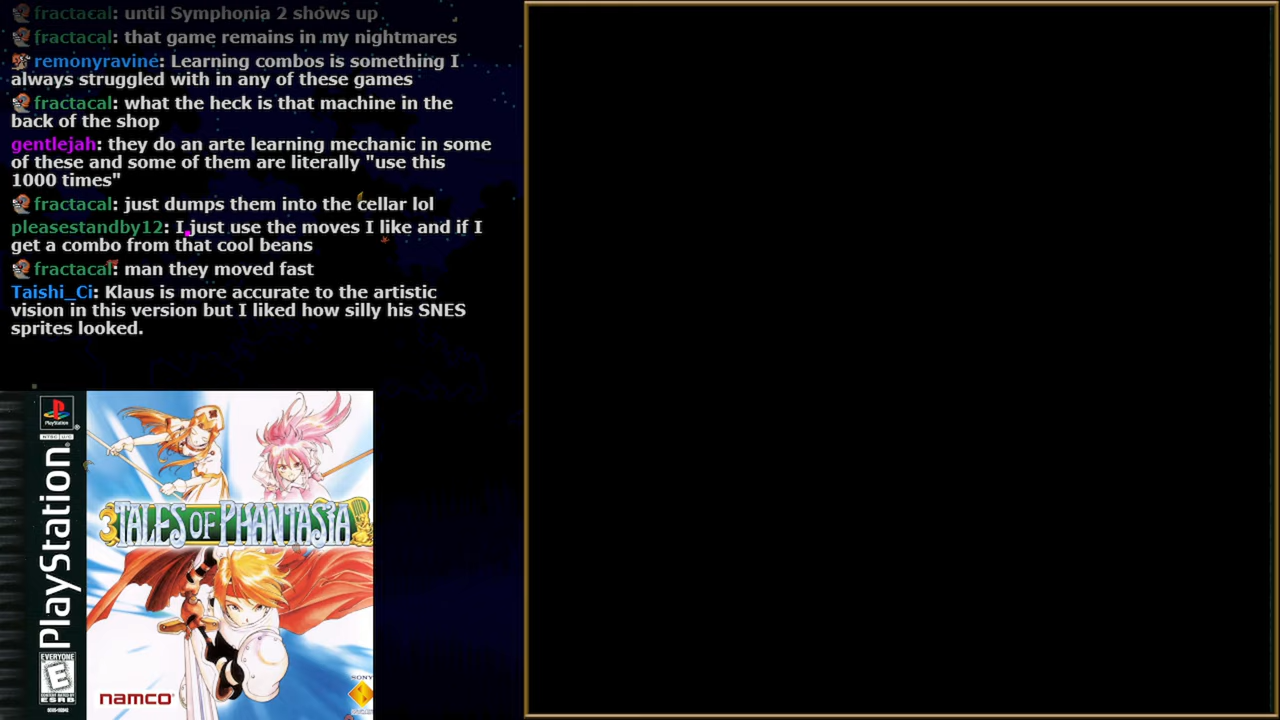 fractacal: until Symphonia 2 shows up
fractacal: that game remains in my nightmares
remonyravine: Learning combos is something I
always struggled with in any of these games
fractacal: what the heck is that machine in the
back of the shop
gentlejah: they do an arte learning mechanic in some
of these and some of them are literally "use this
1000 times"
fractacal: just dumps them into the cellar lol
pleasestandby12: I just use the moves I like and if I
get a combo from that cool beans
fractacal: man they moved fast
Taishi_Ci: Klaus is more accurate to the artistic
vision in this version but I liked how silly his SNES
sprites looked.
PlayStation
NTSC U/C
PlayStation
TALES OF PHANTASIA
EVERYONE
E
ESRB
namco
SONY